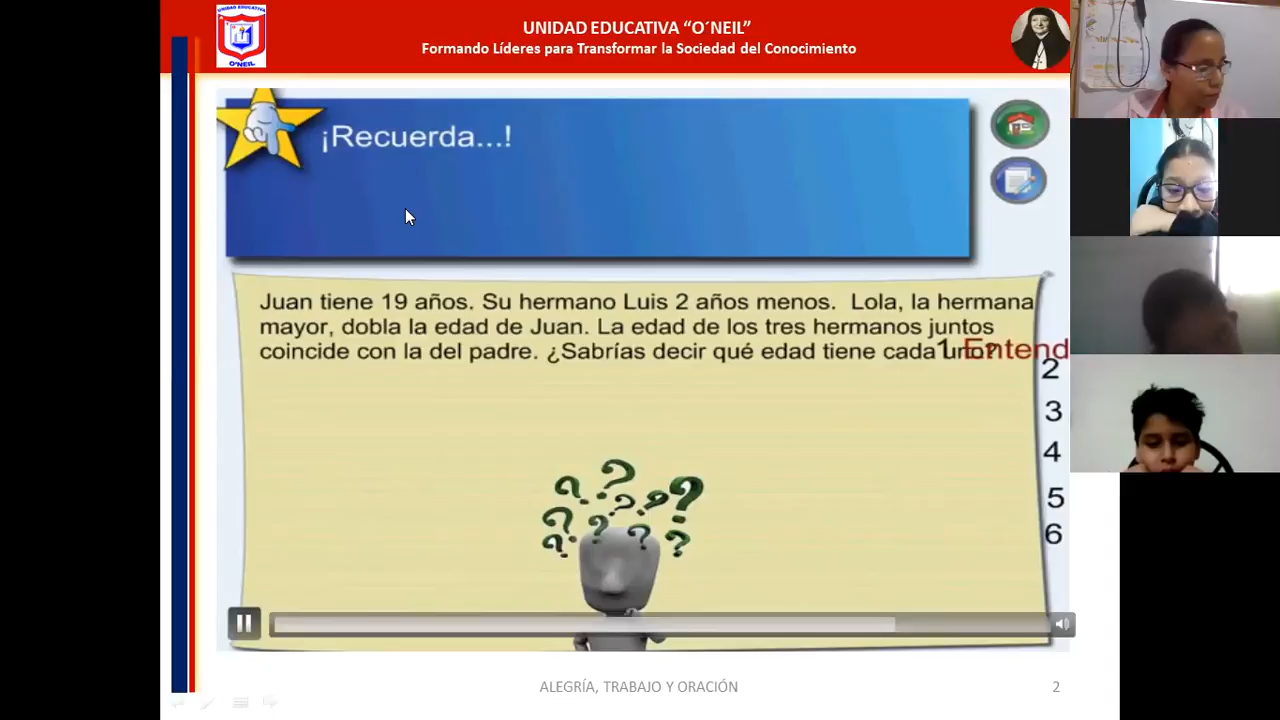 UNIDAD EDUCATIVA
O'NEIL
UNIDAD EDUCATIVA “O´NEIL”
Formando Líderes para Transformar la Sociedad del Conocimiento
¡Recuerda...!
Juan tiene 19 años. Su hermano Luis 2 años menos. Lola, la hermana
mayor, dobla la edad de Juan. La edad de los tres hermanos juntos
coincide con la del padre. ¿Sabrías decir qué edad tiene cada uno?
1 Entend
2
3
4
5
6
ALEGRÍA, TRABAJO Y ORACIÓN
2